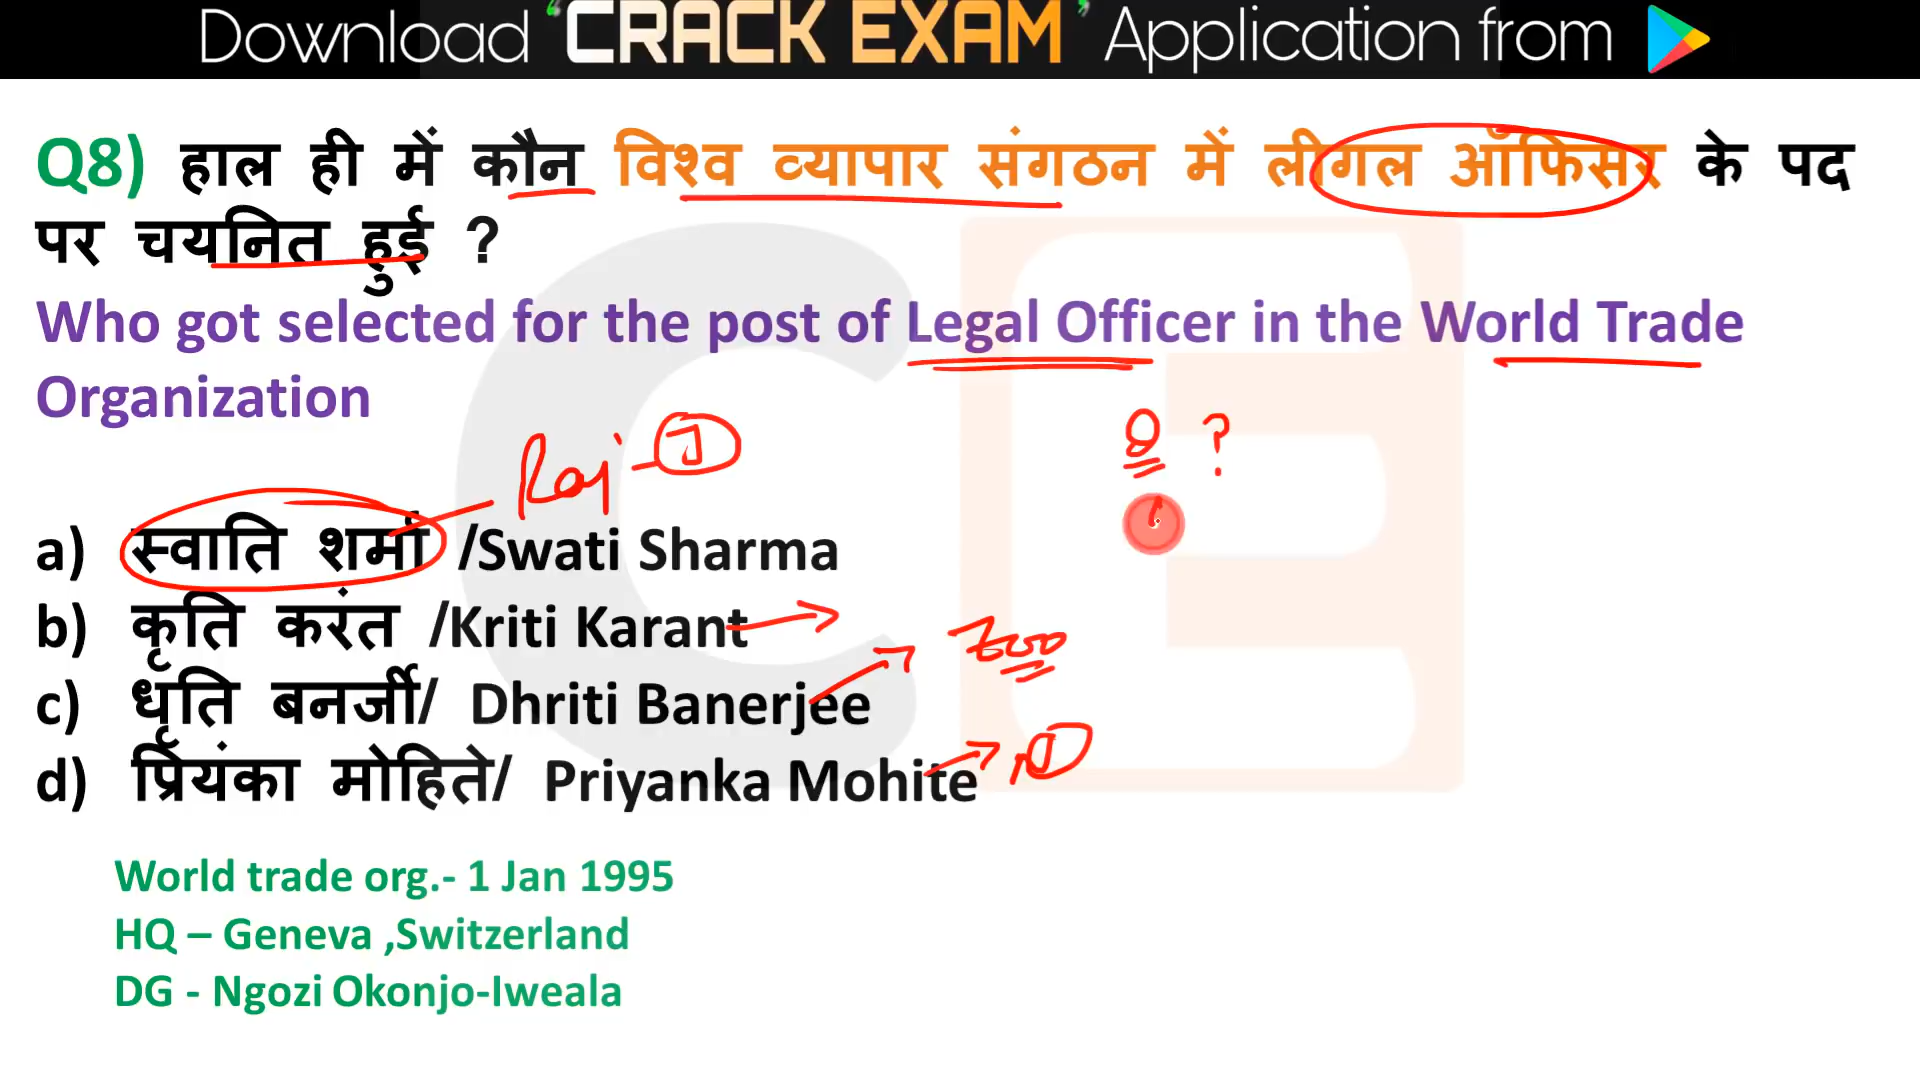 Download ‘CRACK EXAM’ Application from
Q8) हाल ही में कौन विश्व व्यापार संगठन में लीगल ऑफिसर के पद
पर चयनित हुई ?
Who got selected for the post of Legal Officer in the World Trade
Organization
Raj J
Q ?
a) स्वाति शर्मा /Swati Sharma
b) कृति करंत /Kriti Karant
Zoo
c) धृति बनर्जी/ Dhriti Banerjee
d) प्रियंका मोहिते/ Priyanka Mohite
World trade org.- 1 Jan 1995
HQ – Geneva ,Switzerland
DG - Ngozi Okonjo-Iweala